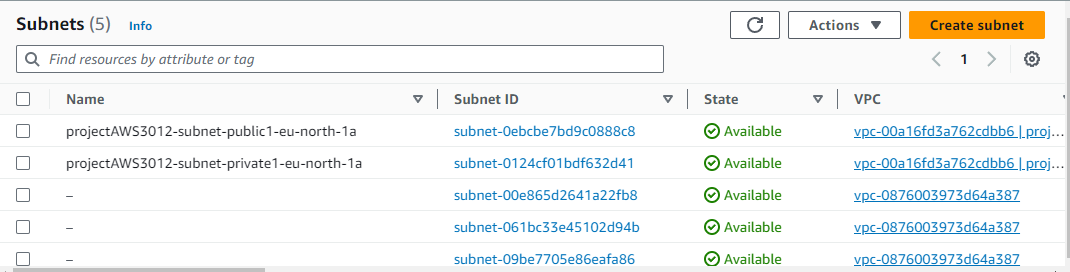 Subnets (5) Info Actions Create subnet
Find resources by attribute or tag 1
Name Subnet ID State VPC
projectAWS3012-subnet-public1-eu-north-1a subnet-0ebcbe7bd9c0888c8 Available vpc-00a16fd3a762cdbb6 | proj…
projectAWS3012-subnet-private1-eu-north-1a subnet-0124cf01bdf632d41 Available vpc-00a16fd3a762cdbb6 | proj…
– subnet-00e865d2641a22fb8 Available vpc-0876003973d64a387
– subnet-061bc33e45102d94b Available vpc-0876003973d64a387
– subnet-09be7705e86eafa86 Available vpc-0876003973d64a387